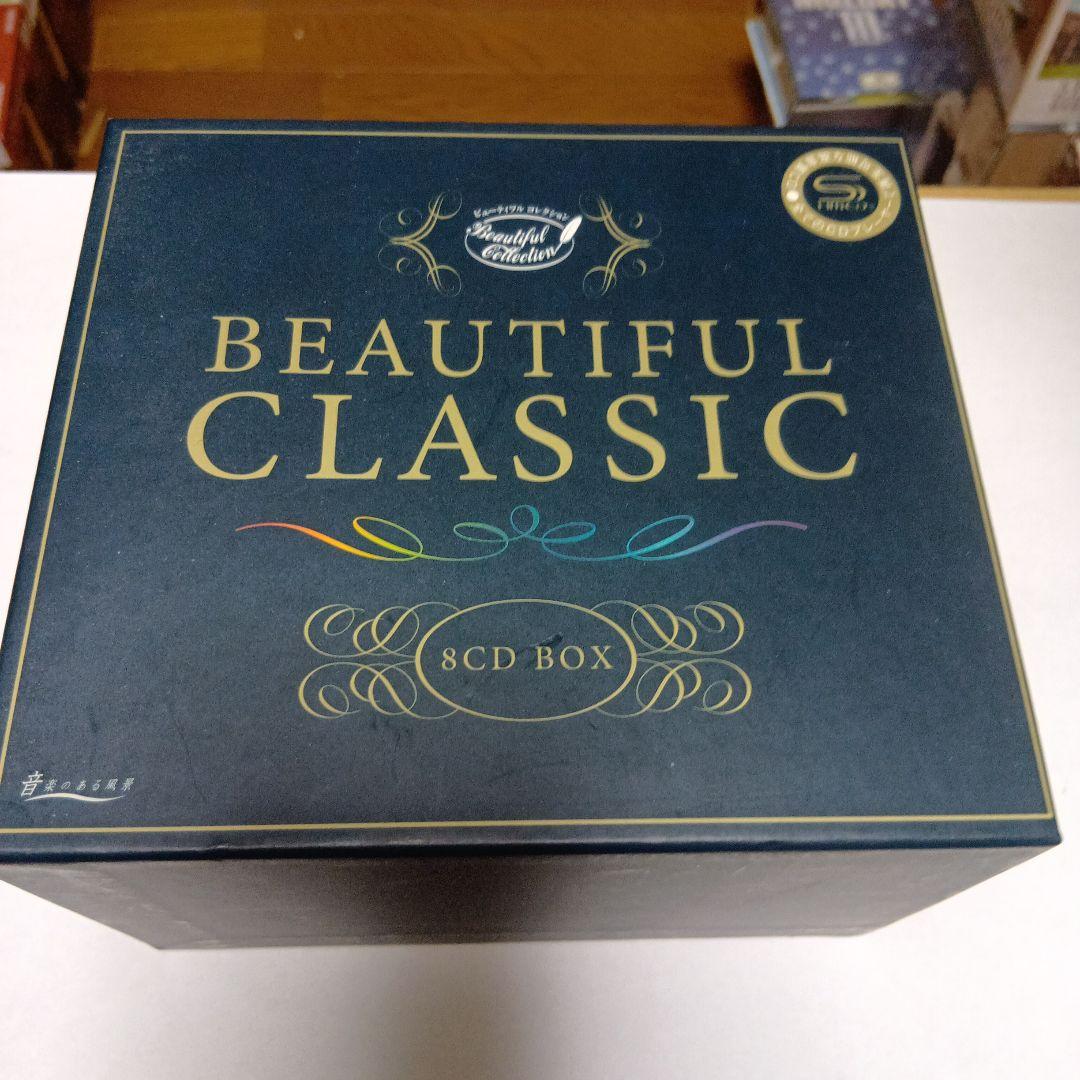 III
ビューティフル コレクション
Beautiful
Collection
BEAUTIFUL
CLASSIC
8CD BOX
音楽のある風景